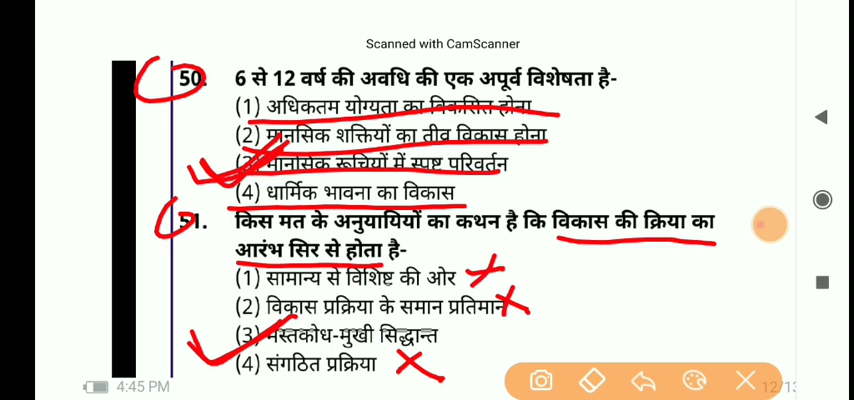 Scanned with CamScanner
50. 6 से 12 वर्ष की अवधि की एक अपूर्व विशेषता है-
(1) अधिकतम योग्यता का विकसित होना
(2) मानसिक शक्तियों का तीव्र विकास होना
(3) मानसिक रूचियों में स्पष्ट परिवर्तन
(4) धार्मिक भावना का विकास
51. किस मत के अनुयायियों का कथन है कि विकास की क्रिया का
आरंभ सिर से होता है-
(1) सामान्य से विशिष्ट की ओर
(2) विकास प्रक्रिया के समान प्रतिमान
(3) मस्तकोध-मुखी सिद्धान्त
(4) संगठित प्रक्रिया
4:45 PM
12/13